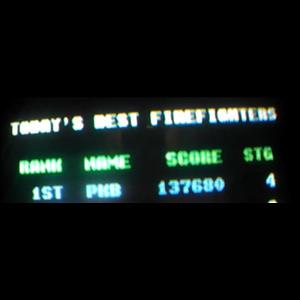 TODAY'S BEST FIREFIGHTERS
RANK NAME SCORE STG
1ST PKB 137680 4